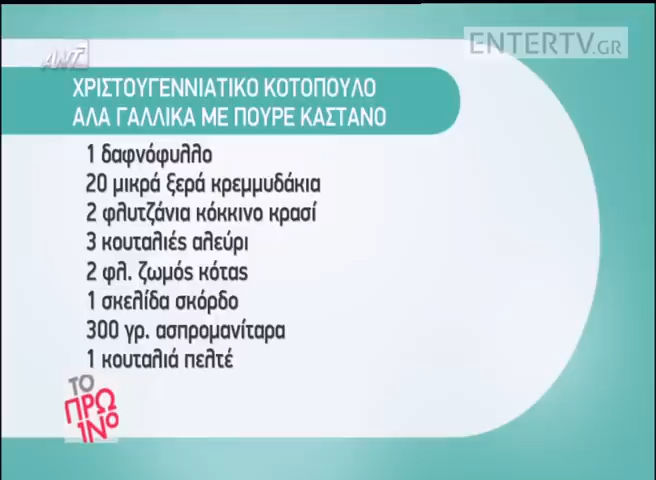 ΑΝΤ1
ENTERTV.GR
ΧΡΙΣΤΟΥΓΕΝΝΙΑΤΙΚΟ ΚΟΤΟΠΟΥΛΟ
ΑΛΑ ΓΑΛΛΙΚΑ ΜΕ ΠΟΥΡΕ ΚΑΣΤΑΝΟ
1 δαφνόφυλλο
20 μικρά ξερά κρεμμυδάκια
2 φλυτζάνια κόκκινο κρασί
3 κουταλιές αλεύρι
2 φλ. ζωμός κότας
1 σκελίδα σκόρδο
300 γρ. ασπρομανίταρα
1 κουταλιά πελτέ
ΤΟ
ΠΡΩ
ΙΝΟ